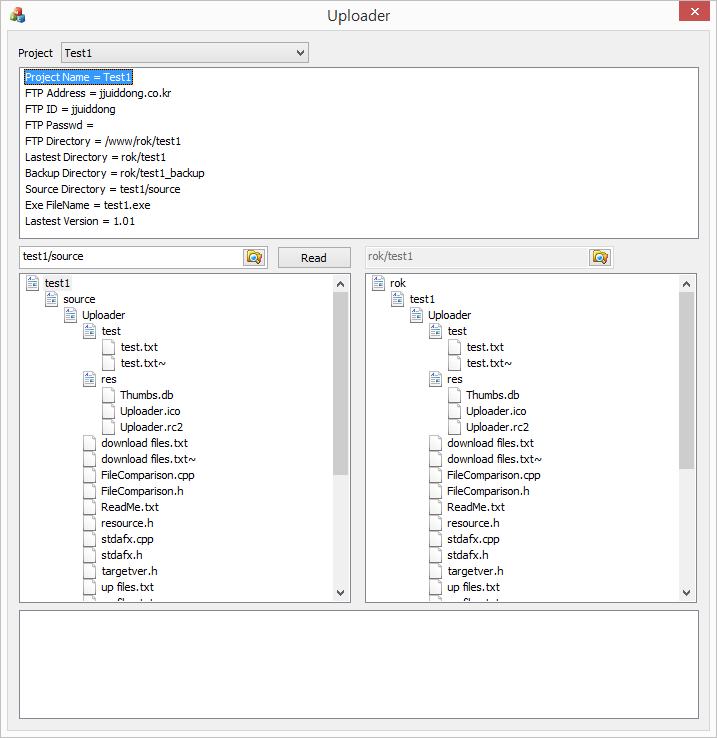 Uploader
Project Test1
Project Name = Test1
FTP Address = jjuiddong.co.kr
FTP ID = jjuiddong
FTP Passwd =
FTP Directory = /www/rok/test1
Lastest Directory = rok/test1
Backup Directory = rok/test1_backup
Source Directory = test1/source
Exe FileName = test1.exe
Lastest Version = 1.01
test1/source
Read
test1
source
Uploader
test
test.txt
test.txt~
res
Thumbs.db
Uploader.ico
Uploader.rc2
download files.txt
download files.txt~
FileComparison.cpp
FileComparison.h
ReadMe.txt
resource.h
stdafx.cpp
stdafx.h
targetver.h
up files.txt
rok/test1
rok
test1
Uploader
test
test.txt
test.txt~
res
Thumbs.db
Uploader.ico
Uploader.rc2
download files.txt
download files.txt~
FileComparison.cpp
FileComparison.h
ReadMe.txt
resource.h
stdafx.cpp
stdafx.h
targetver.h
up files.txt